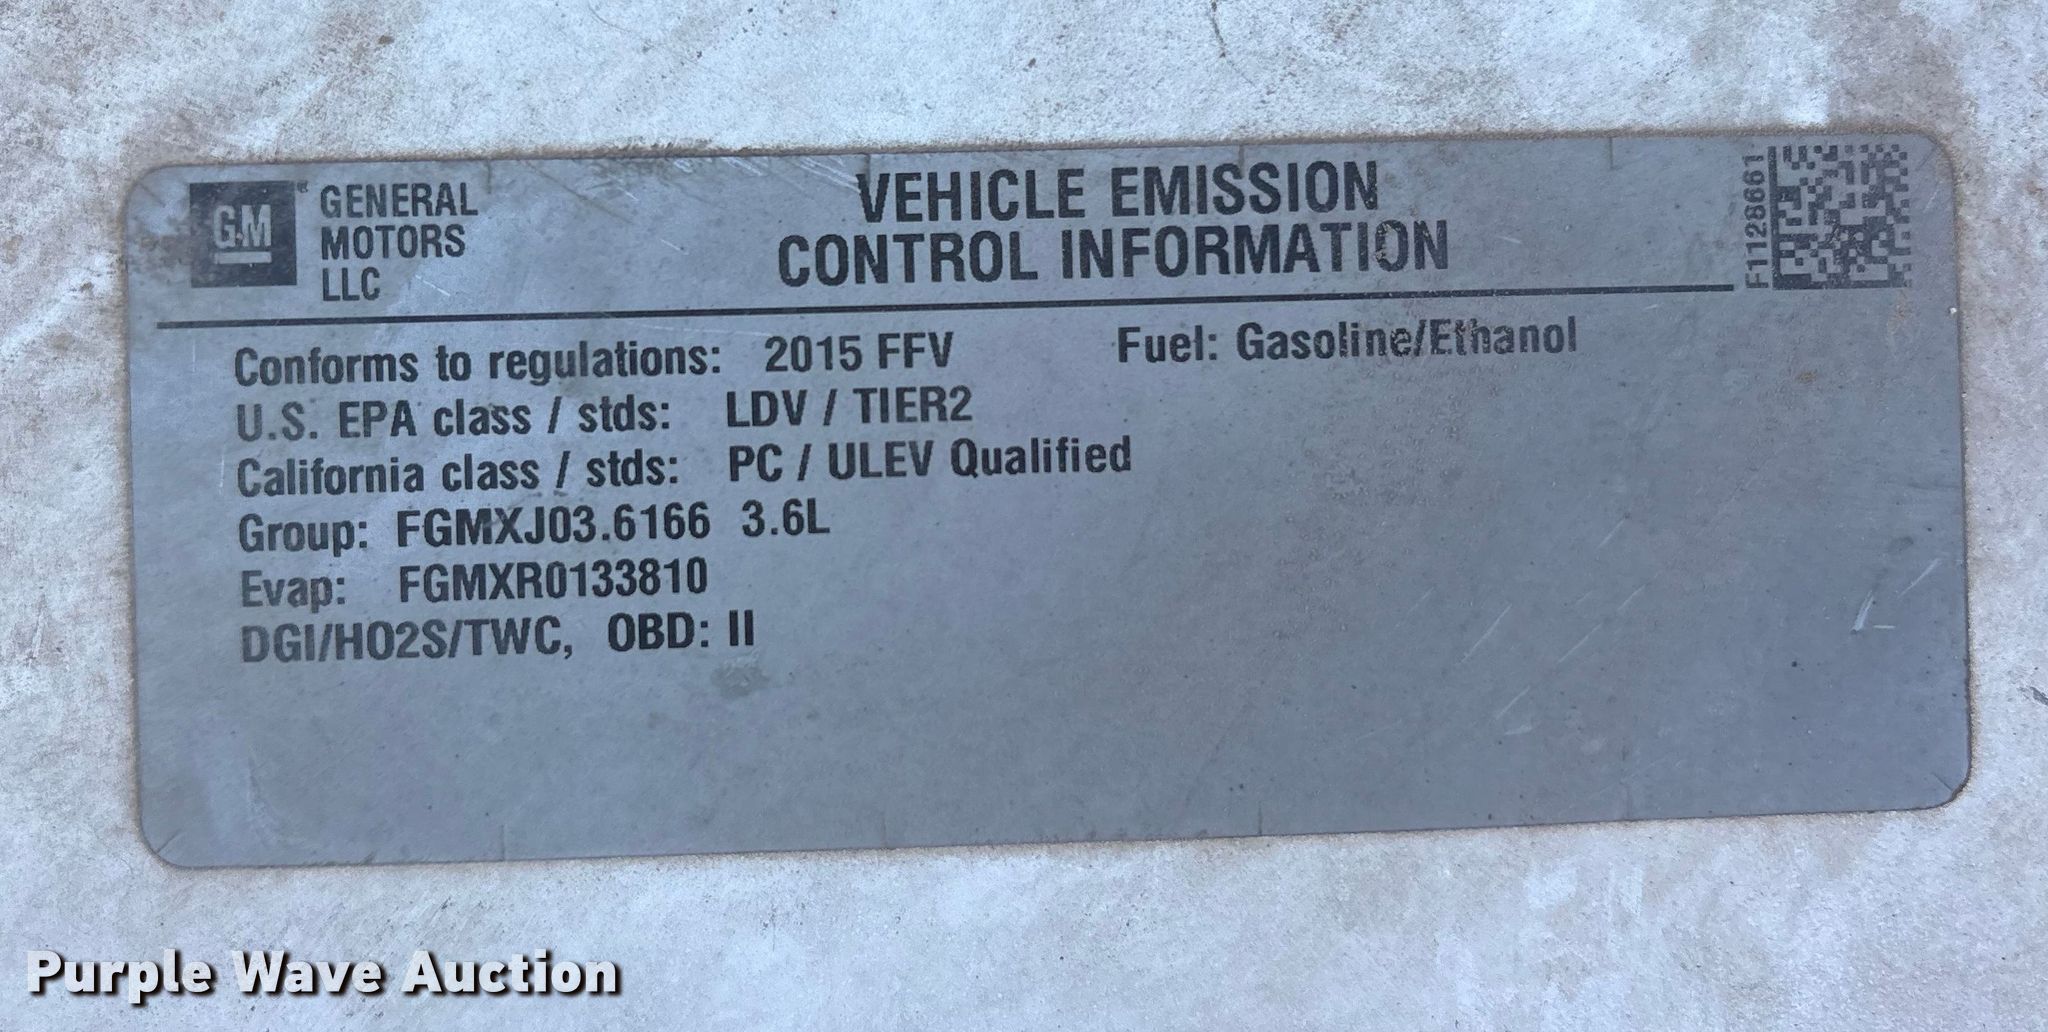 GM® GENERAL
MOTORS
LLC
VEHICLE EMISSION
CONTROL INFORMATION
F1128661
Conforms to regulations: 2015 FFV Fuel: Gasoline/Ethanol
U.S. EPA class / stds: LDV / TIER2
California class / stds: PC / ULEV Qualified
Group: FGMXJ03.6166 3.6L
Evap: FGMXR0133810
DGI/HO2S/TWC, OBD: II
Purple Wave Auction